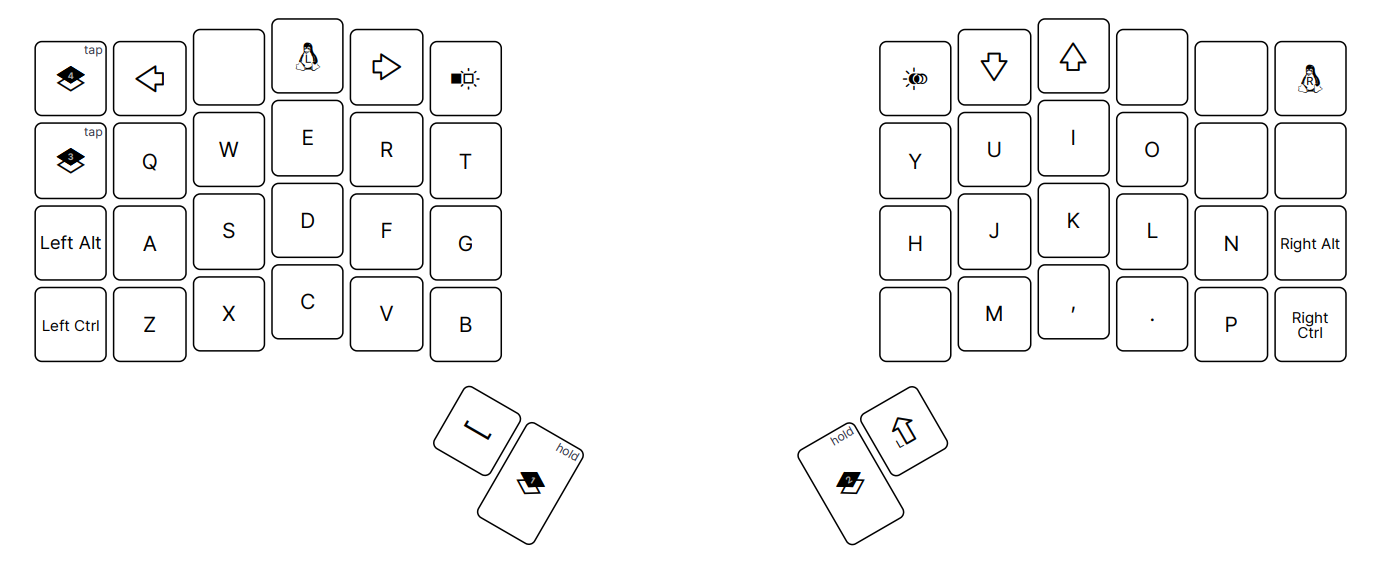 tap
4
L
R
tap
3
Q W E R T
Y U I O
Left Alt A S D F G
H J K L N Right Alt
Left Ctrl Z X C V B
M , . P Right
Ctrl
hold
1
hold
2
L